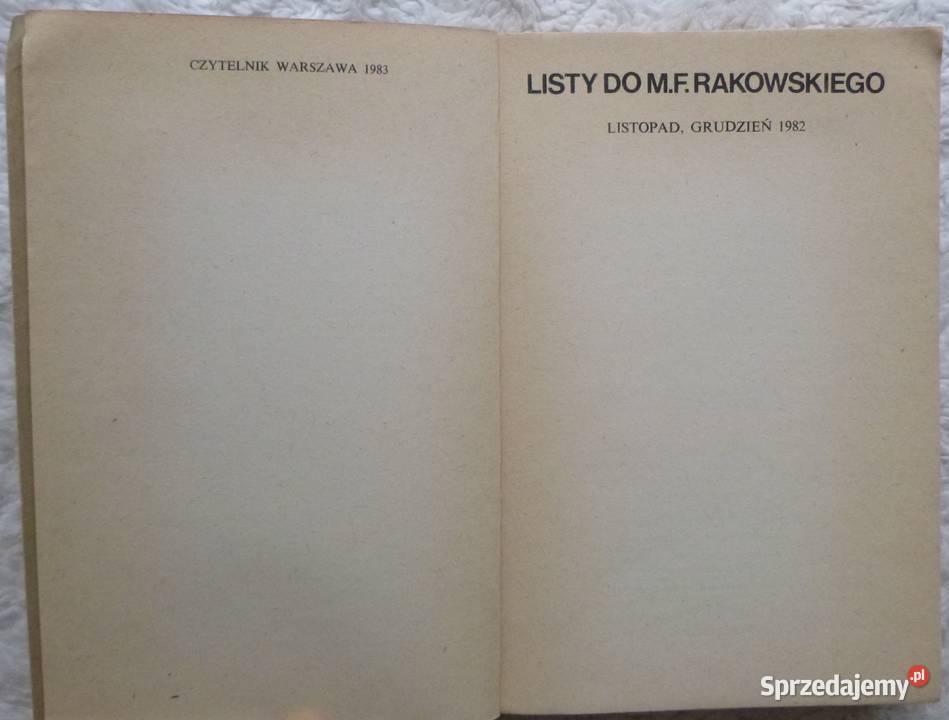 CZYTELNIK WARSZAWA 1983
LISTY DO M.F. RAKOWSKIEGO
LISTOPAD, GRUDZIEŃ 1982
Sprzedajemy.pl